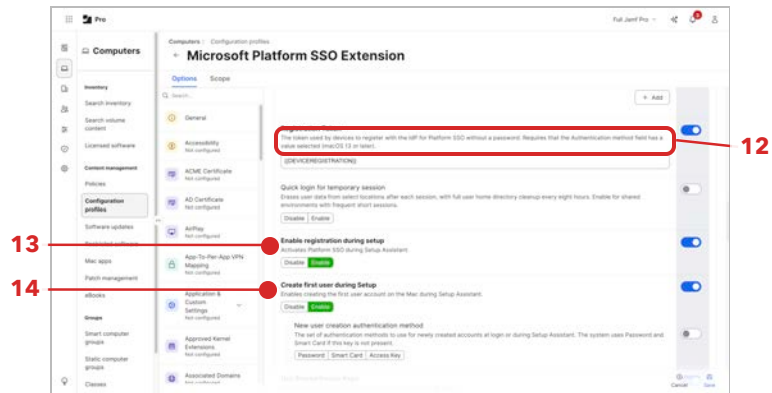 Pro
Full Jamf Pro
Computers
Computers : Configuration profiles
← Microsoft Platform SSO Extension
Options Scope
Inventory
Search inventory
Search volume
content
Licensed software
Content management
Policies
Configuration
profiles
Software updates
Mac apps
Patch management
eBooks
Groups
Smart computer
groups
Static computer
groups
Classes
Search...
General
Accessibility
Not configured
ACME Certificate
Not configured
AD Certificate
Not configured
AirPlay
Not configured
App-To-Per-App VPN
Mapping
Not configured
Application &
Custom
Settings
Not configured
Approved Kernel
Extensions
Not configured
Associated Domains
Not configured
+ Add
Registration Token
The token used by devices to register with the IdP for Platform SSO without a password. Requires that the Authentication method field has a
value selected (macOS 13 or later).
{{DEVICEREGISTRATION}}
Quick login for temporary session
Erases user data from select locations after each session, with full user home directory cleanup every eight hours. Enable for shared
environments with frequent short sessions.
Disable Enable
Enable registration during setup
Activates Platform SSO during Setup Assistant.
Disable Enable
Create first user during Setup
Enables creating the first user account on the Mac during Setup Assistant.
Disable Enable
New user creation authentication method
The set of authentication methods to use for newly created accounts at login or during Setup Assistant. The system uses Password and
Smart Card if this key is not present.
Password Smart Card Access Key
Cancel Save
12
13
14